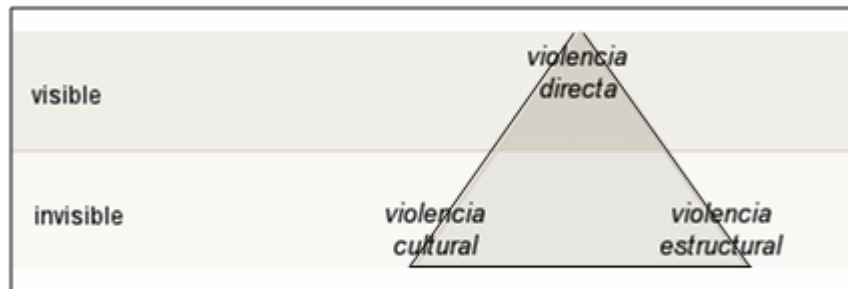 violencia
directa
visible
invisible
violencia
cultural
violencia
estructural